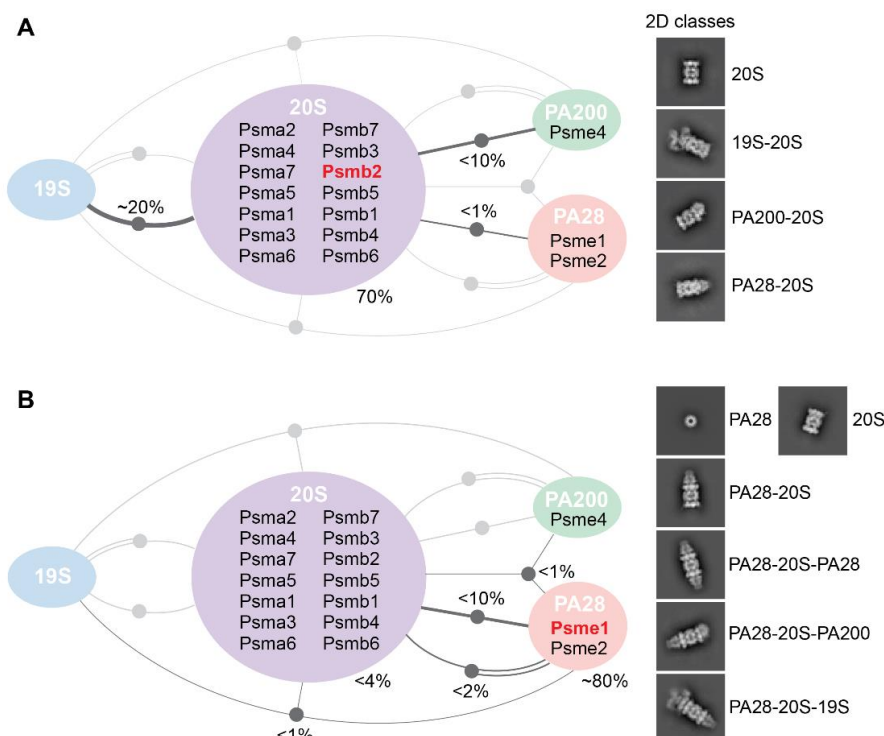 A
2D classes
20S
Psma2 Psmb7
Psma4 Psmb3
Psma7 Psmb2
Psma5 Psmb5
Psma1 Psmb1
Psma3 Psmb4
Psma6 Psmb6
70%
19S
~20%
PA200
Psme4
<10%
<1%
PA28
Psme1
Psme2
20S
19S-20S
PA200-20S
PA28-20S
B
20S
Psma2 Psmb7
Psma4 Psmb3
Psma7 Psmb2
Psma5 Psmb5
Psma1 Psmb1
Psma3 Psmb4
Psma6 Psmb6
<4%
19S
PA200
Psme4
<1%
<10%
PA28
Psme1
Psme2
~80%
<2%
<1%
PA28
20S
PA28-20S
PA28-20S-PA28
PA28-20S-PA200
PA28-20S-19S